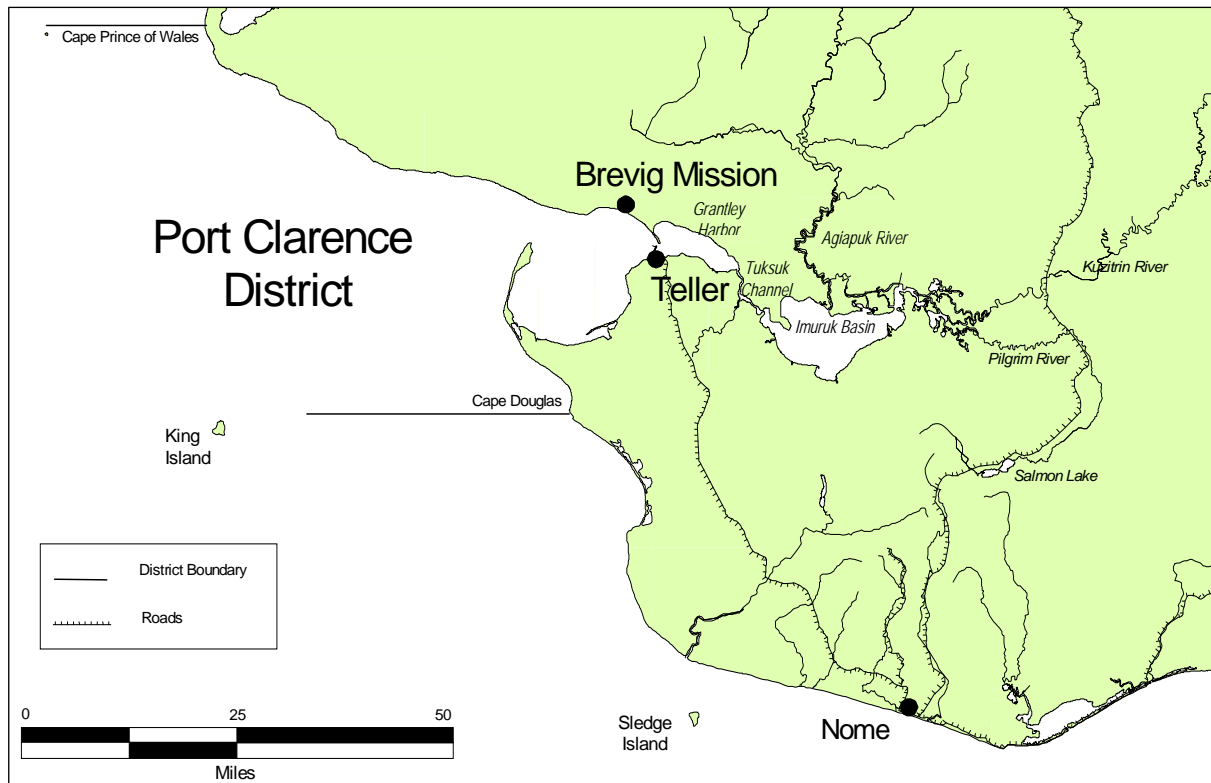 Cape Prince of Wales
Brevig Mission
Grantley
Harbor
Port Clarence
District
Agiapuk River
Tuksuk
Channel
Kuzitrin River
Teller
Imuruk Basin
Pilgrim River
Cape Douglas
King
Island
Salmon Lake
District Boundary
Roads
0 25 50
Miles
Sledge
Island
Nome